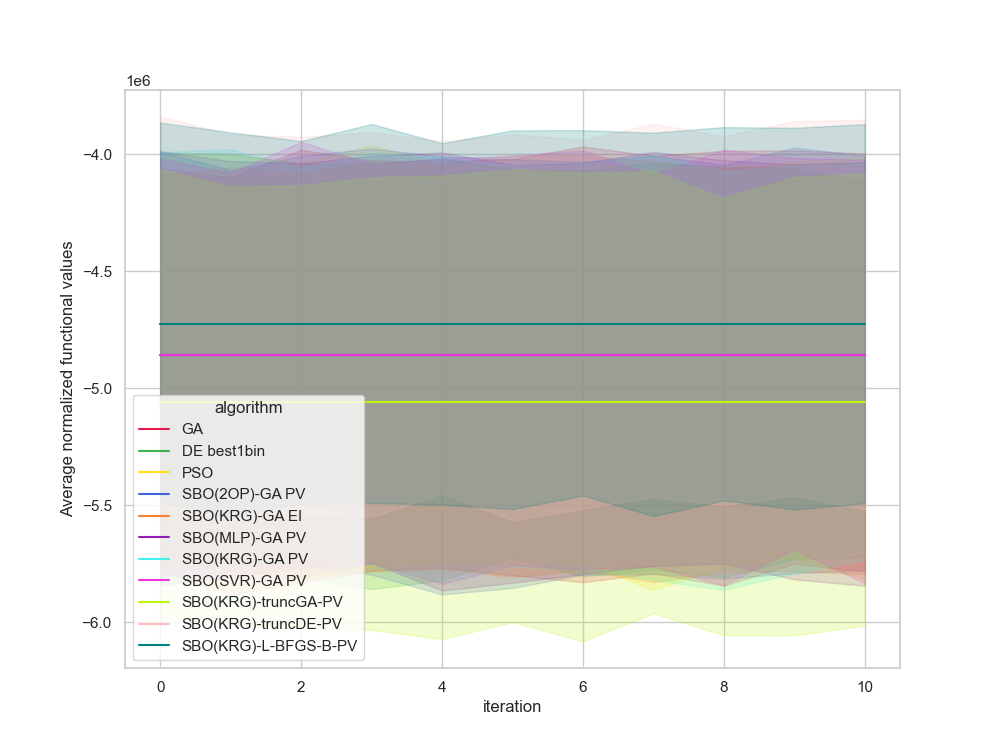 1e6
−4.0
−4.5
−5.0
−5.5
−6.0
Average normalized functional values
algorithm
GA
DE best1bin
PSO
SBO(2OP)-GA PV
SBO(KRG)-GA EI
SBO(MLP)-GA PV
SBO(KRG)-GA PV
SBO(SVR)-GA PV
SBO(KRG)-truncGA-PV
SBO(KRG)-truncDE-PV
SBO(KRG)-L-BFGS-B-PV
0 2 4 6 8 10
iteration